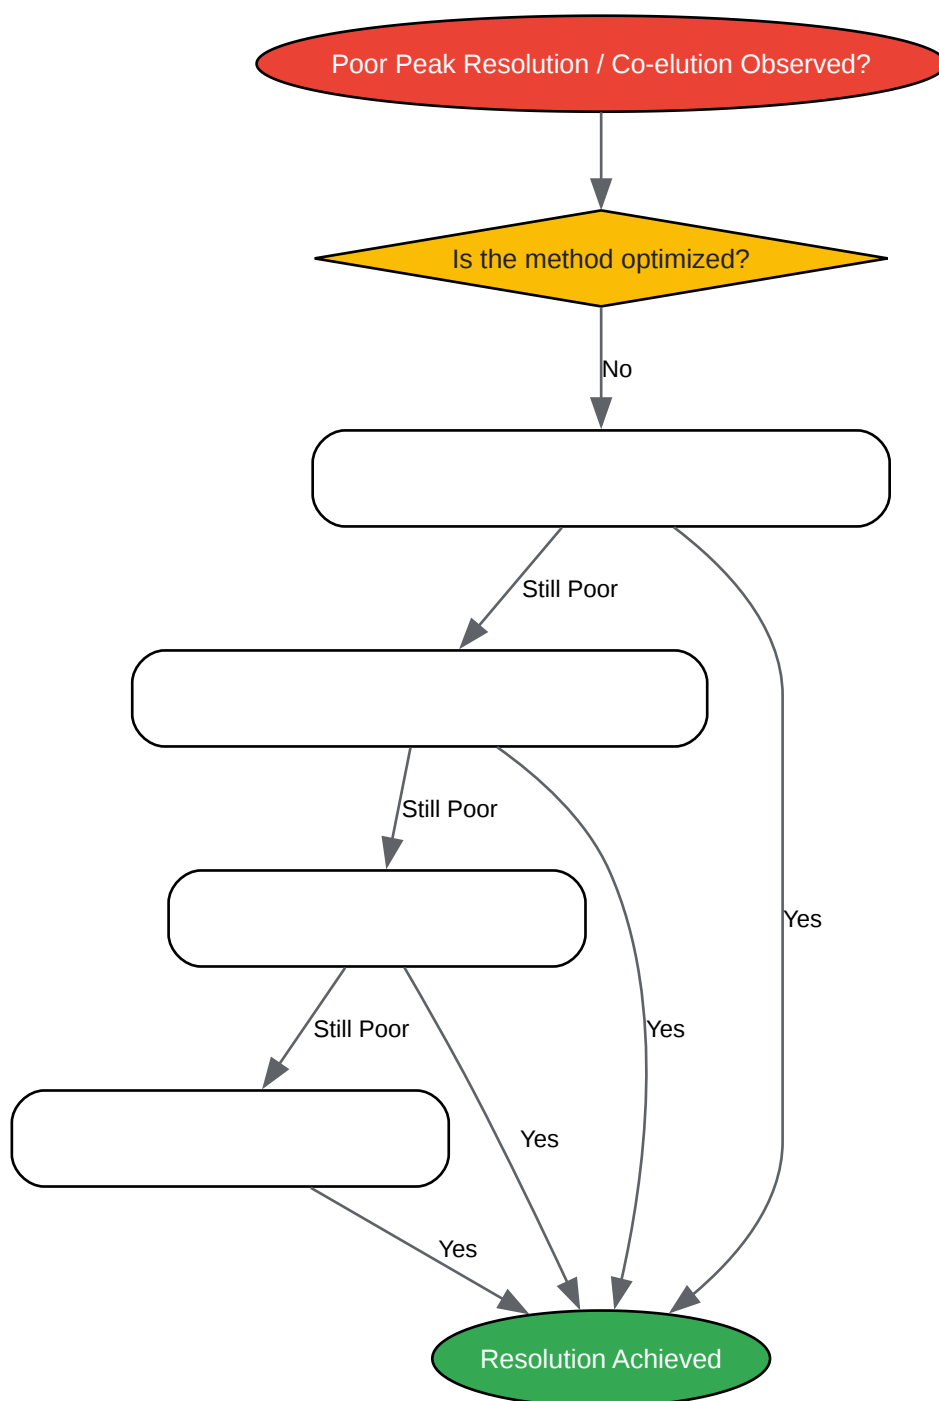 Poor Peak Resolution / Co-elution Observed?
Is the method optimized?
No
Still Poor
Still Poor
Yes
Still Poor
Yes
Yes
Yes
Resolution Achieved